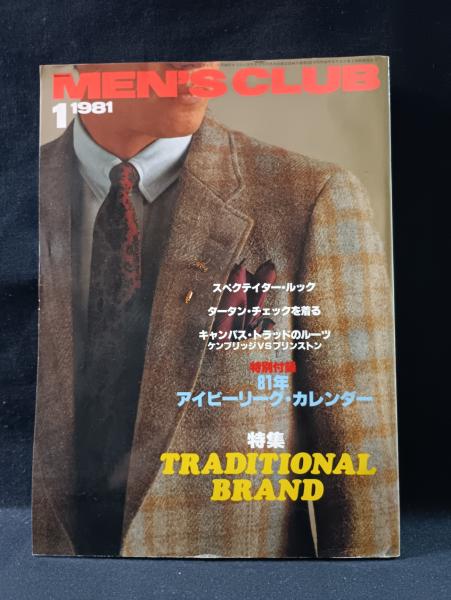 MEN'S CLUB
1 1981
スペクテイター・ルック
タータン・チェックを着る
キャンパス・トラッドのルーツ
ケンブリッジVSプリンストン
特別付録
81年
アイビーリーグ・カレンダー
特集
TRADITIONAL
BRAND